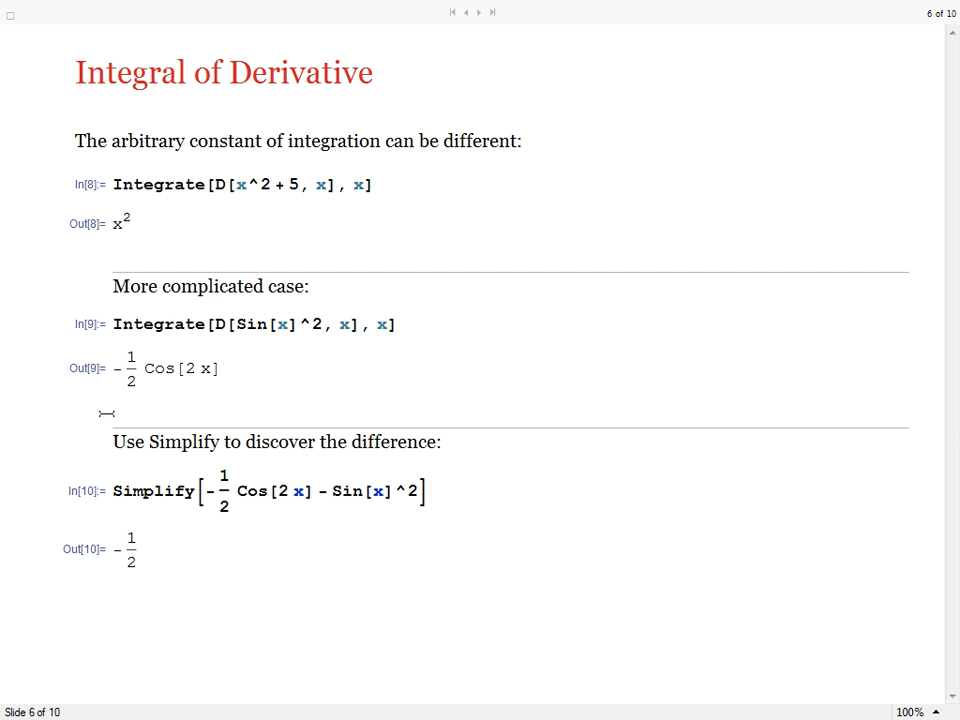 6 of 10
Integral of Derivative
The arbitrary constant of integration can be different:
In[8]:= Integrate[D[x^2 + 5, x], x]
Out[8]= x²
More complicated case:
In[9]:= Integrate[D[Sin[x]^2, x], x]
Out[9]= -1/2 Cos[2 x]
Use Simplify to discover the difference:
In[10]:= Simplify[-1/2 Cos[2 x] - Sin[x]^2]
Out[10]= -1/2
Slide 6 of 10 100%